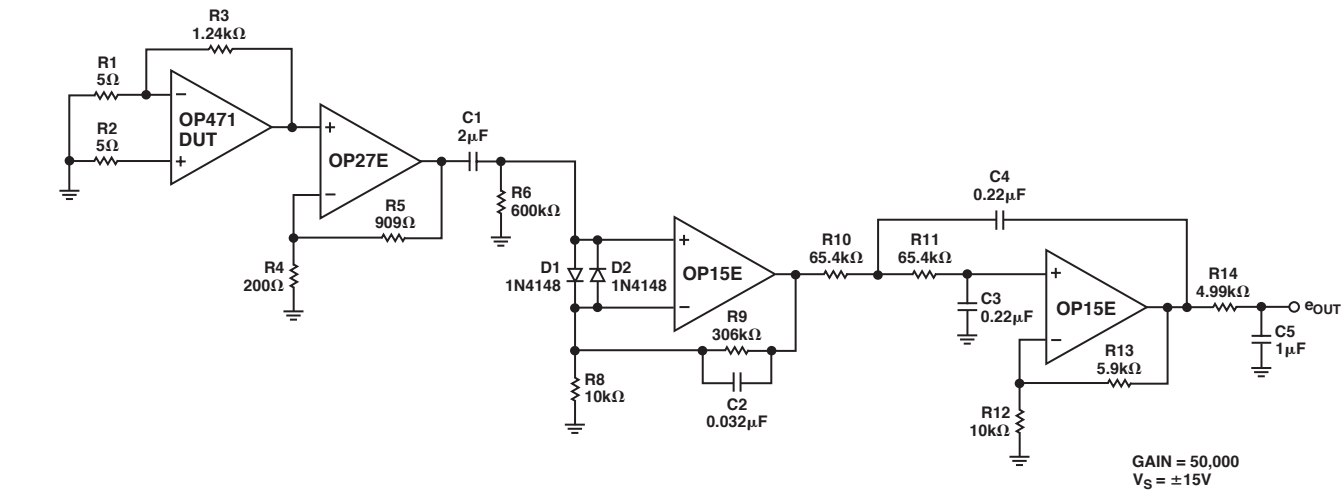 R3
1.24kΩ
R1
5Ω
−
OP471
DUT
R2
5Ω
+
+
OP27E
−
R5
909Ω
R4
200Ω
C1
2μF
R6
600kΩ
D1
1N4148
D2
1N4148
+
OP15E
−
R9
306kΩ
C2
0.032μF
R8
10kΩ
R10
65.4kΩ
R11
65.4kΩ
C4
0.22μF
C3
0.22μF
+
OP15E
−
R13
5.9kΩ
R12
10kΩ
R14
4.99kΩ
eOUT
C5
1μF
GAIN = 50,000
VS = ±15V